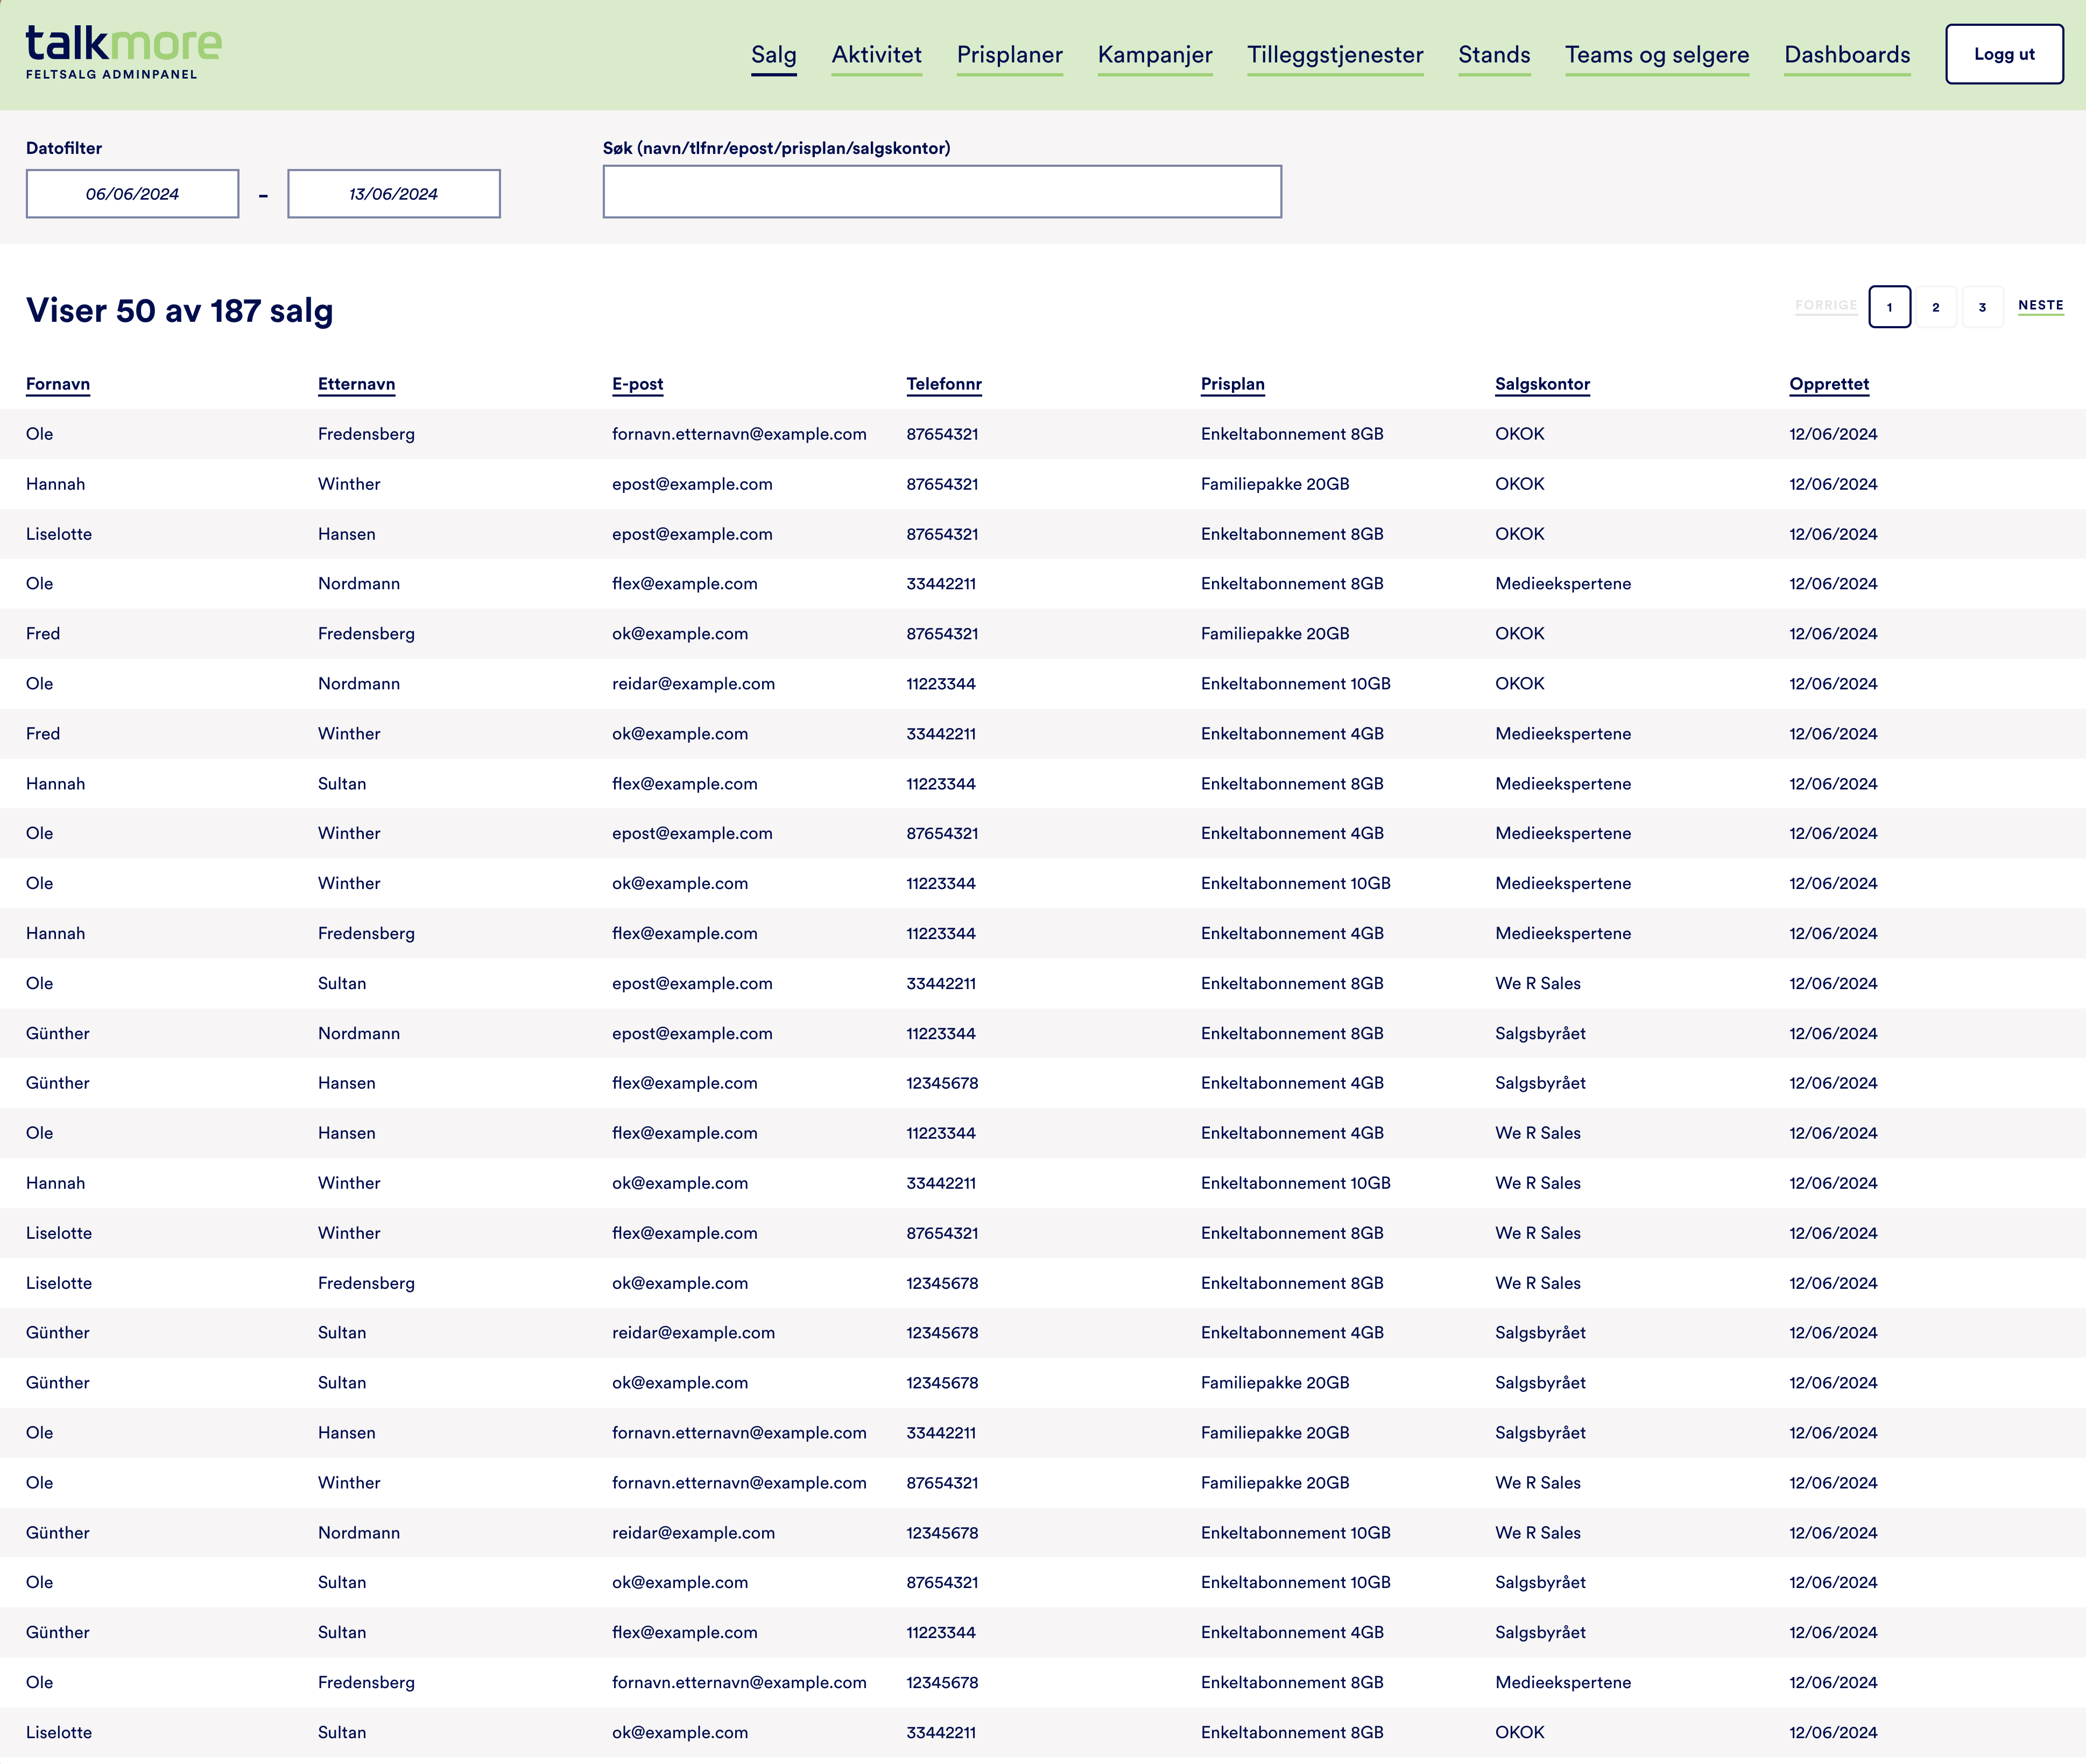 talkmore
FELTSALG ADMINPANEL
Salg Aktivitet Prisplaner Kampanjer Tilleggstjenester Stands Teams og selgere Dashboards Logg ut
Datofilter Søk (navn/tlfnr/epost/prisplan/salgskontor)
06/06/2024 - 13/06/2024
Viser 50 av 187 salg FORRIGE 1 2 3 NESTE
Fornavn Etternavn E-post Telefonnr Prisplan Salgskontor Opprettet
Ole Fredensberg fornavn.etternavn@example.com 87654321 Enkeltabonnement 8GB OKOK 12/06/2024
Hannah Winther epost@example.com 87654321 Familiepakke 20GB OKOK 12/06/2024
Liselotte Hansen epost@example.com 87654321 Enkeltabonnement 8GB OKOK 12/06/2024
Ole Nordmann flex@example.com 33442211 Enkeltabonnement 8GB Medieekspertene 12/06/2024
Fred Fredensberg ok@example.com 87654321 Familiepakke 20GB OKOK 12/06/2024
Ole Nordmann reidar@example.com 11223344 Enkeltabonnement 10GB OKOK 12/06/2024
Fred Winther ok@example.com 33442211 Enkeltabonnement 4GB Medieekspertene 12/06/2024
Hannah Sultan flex@example.com 11223344 Enkeltabonnement 8GB Medieekspertene 12/06/2024
Ole Winther epost@example.com 87654321 Enkeltabonnement 4GB Medieekspertene 12/06/2024
Ole Winther ok@example.com 11223344 Enkeltabonnement 10GB Medieekspertene 12/06/2024
Hannah Fredensberg flex@example.com 11223344 Enkeltabonnement 4GB Medieekspertene 12/06/2024
Ole Sultan epost@example.com 33442211 Enkeltabonnement 8GB We R Sales 12/06/2024
Günther Nordmann epost@example.com 11223344 Enkeltabonnement 8GB Salgsbyrået 12/06/2024
Günther Hansen flex@example.com 12345678 Enkeltabonnement 4GB Salgsbyrået 12/06/2024
Ole Hansen flex@example.com 11223344 Enkeltabonnement 4GB We R Sales 12/06/2024
Hannah Winther ok@example.com 33442211 Enkeltabonnement 10GB We R Sales 12/06/2024
Liselotte Winther flex@example.com 87654321 Enkeltabonnement 8GB We R Sales 12/06/2024
Liselotte Fredensberg ok@example.com 12345678 Enkeltabonnement 8GB We R Sales 12/06/2024
Günther Sultan reidar@example.com 12345678 Enkeltabonnement 4GB Salgsbyrået 12/06/2024
Günther Sultan ok@example.com 12345678 Familiepakke 20GB Salgsbyrået 12/06/2024
Ole Hansen fornavn.etternavn@example.com 33442211 Familiepakke 20GB Salgsbyrået 12/06/2024
Ole Winther fornavn.etternavn@example.com 87654321 Familiepakke 20GB We R Sales 12/06/2024
Günther Nordmann reidar@example.com 12345678 Enkeltabonnement 10GB We R Sales 12/06/2024
Ole Sultan ok@example.com 87654321 Enkeltabonnement 10GB Salgsbyrået 12/06/2024
Günther Sultan flex@example.com 11223344 Enkeltabonnement 4GB Salgsbyrået 12/06/2024
Ole Fredensberg fornavn.etternavn@example.com 12345678 Enkeltabonnement 8GB Medieekspertene 12/06/2024
Liselotte Sultan ok@example.com 33442211 Enkeltabonnement 8GB OKOK 12/06/2024